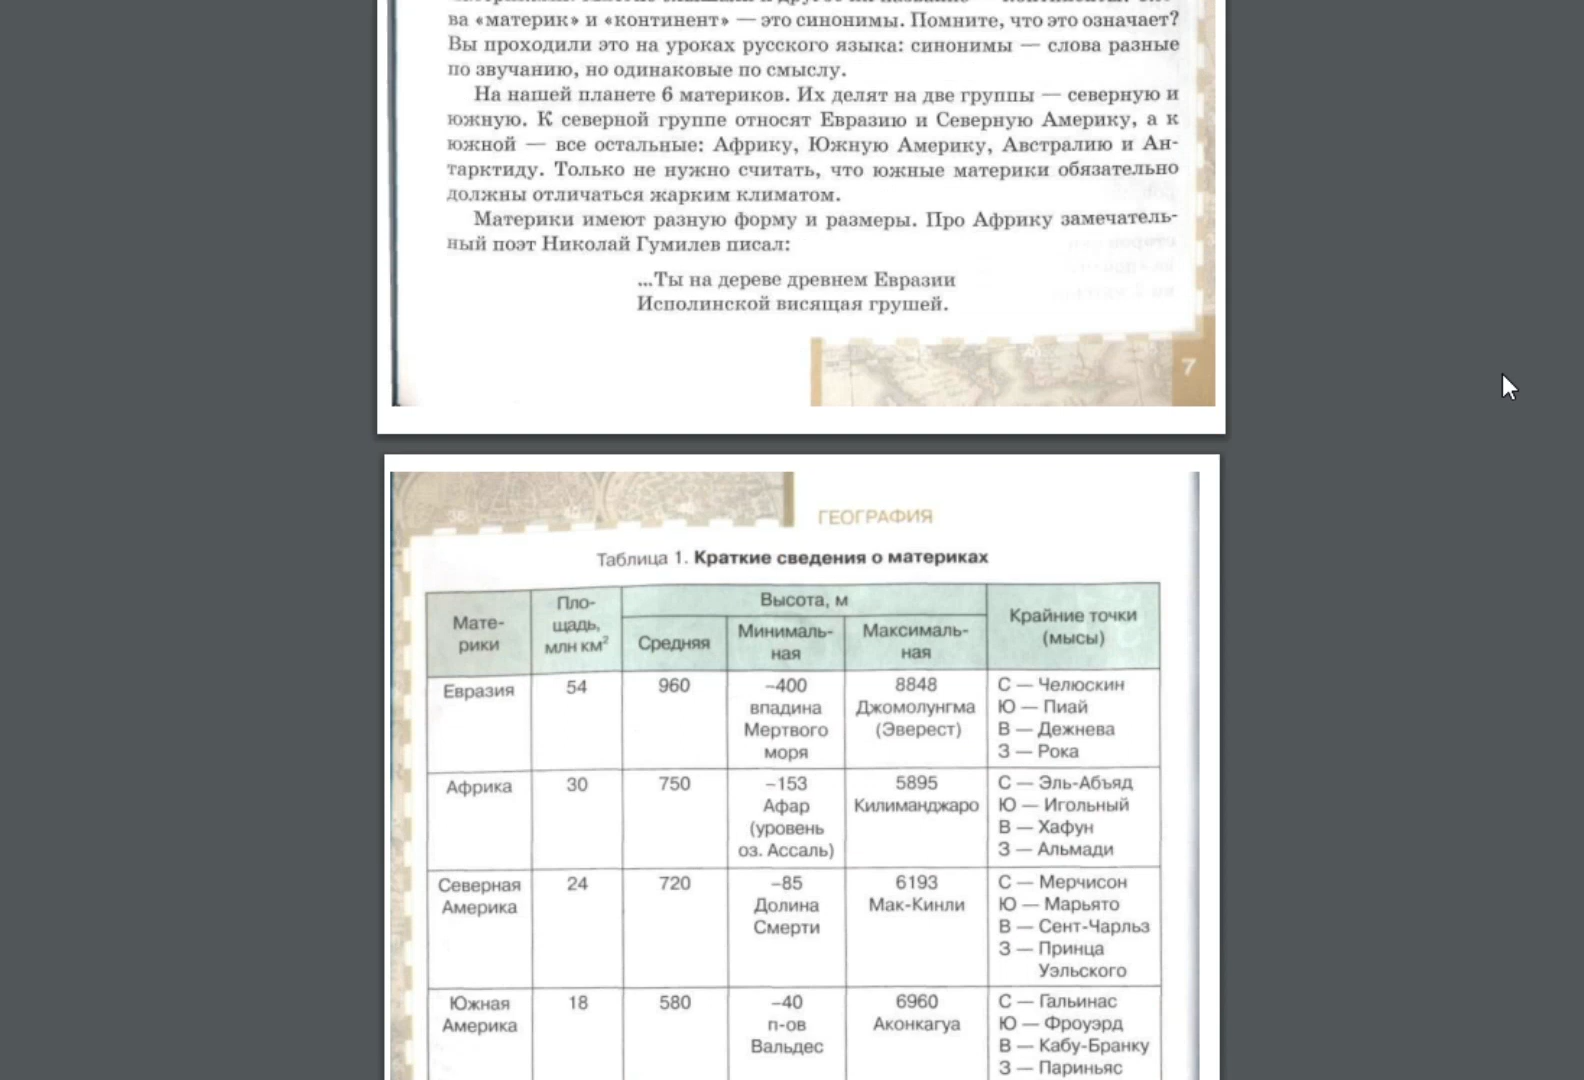 ва «материк» и «континент» — это синонимы. Помните, что это означает?
Вы проходили это на уроках русского языка: синонимы — слова разные
по звучанию, но одинаковые по смыслу.
На нашей планете 6 материков. Их делят на две группы — северную и
южную. К северной группе относят Евразию и Северную Америку, а к
южной — все остальные: Африку, Южную Америку, Австралию и Ан-
тарктиду. Только не нужно считать, что южные материки обязательно
должны отличаться жарким климатом.
Материки имеют разную форму и размеры. Про Африку замечатель-
ный поэт Николай Гумилев писал:
...Ты на дереве древнем Евразии
Исполинской висящая грушей.
7
ГЕОГРАФИЯ
Таблица 1. Краткие сведения о материках
Мате-
рики
Пло-
щадь,
млн км²
Высота, м
Средняя
Минималь-
ная
Максималь-
ная
Крайние точки
(мысы)
Евразия
54
960
–400
впадина
Мертвого
моря
8848
Джомолунгма
(Эверест)
С — Челюскин
Ю — Пиай
В — Дежнева
З — Рока
Африка
30
750
–153
Афар
(уровень
оз. Ассаль)
5895
Килиманджаро
С — Эль-Абъяд
Ю — Игольный
В — Хафун
З — Альмади
Северная
Америка
24
720
–85
Долина
Смерти
6193
Мак-Кинли
С — Мерчисон
Ю — Марьято
В — Сент-Чарльз
З — Принца
Уэльского
Южная
Америка
18
580
–40
п-ов
Вальдес
6960
Аконкагуа
С — Гальинас
Ю — Фроуэрд
В — Кабу-Бранку
З — Париньяс